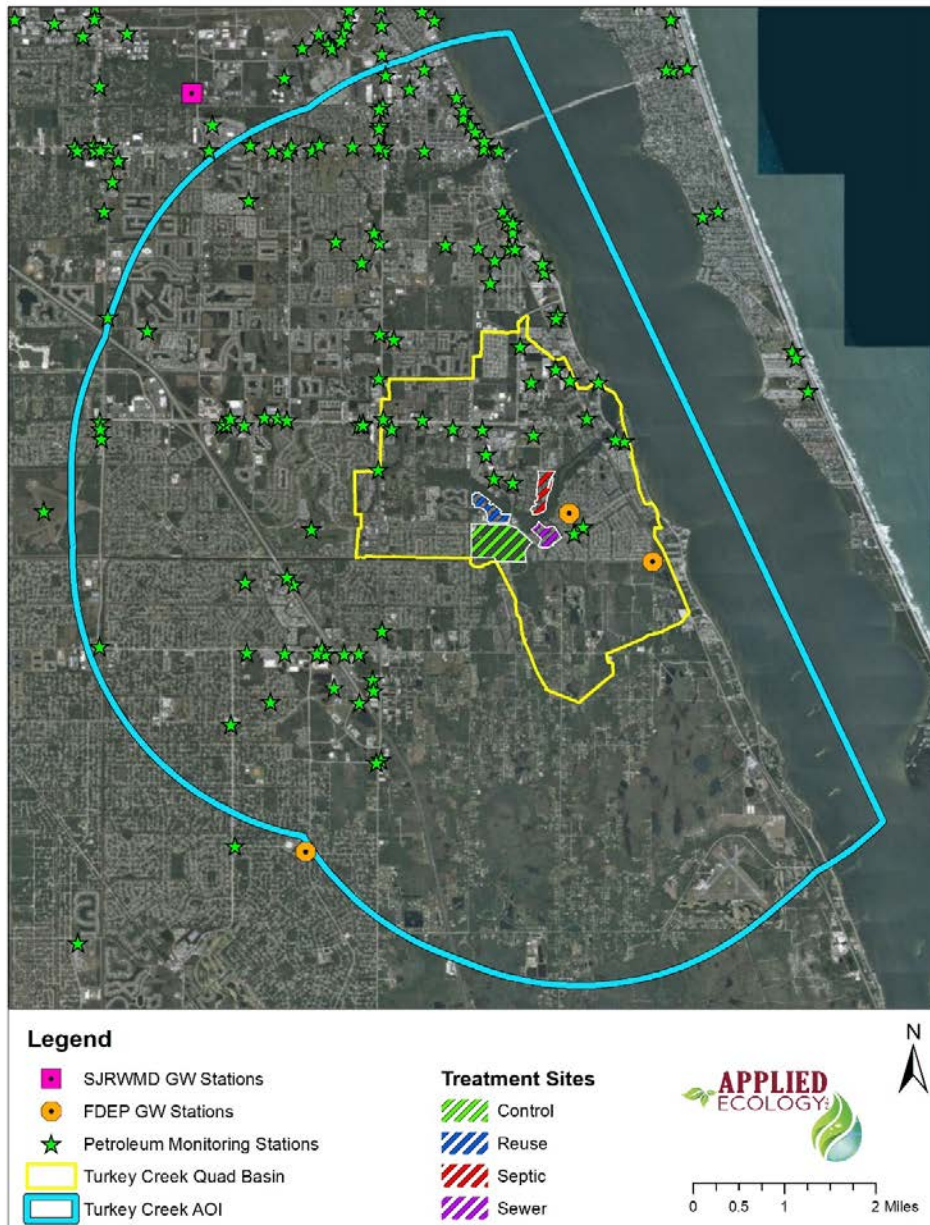 Legend
SJRWMD GW Stations
FDEP GW Stations
Petroleum Monitoring Stations
Turkey Creek Quad Basin
Turkey Creek AOI
Treatment Sites
Control
Reuse
Septic
Sewer
N
APPLIED
ECOLOGY
0 0.5 1 2 Miles